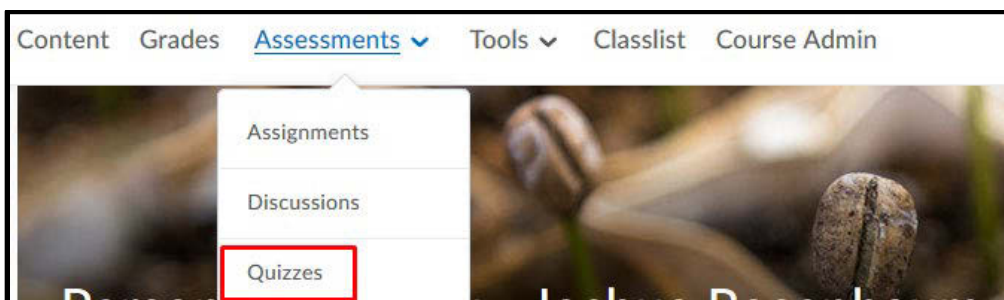 Content Grades Assessments Tools Classlist Course Admin
Assignments
Discussions
Quizzes